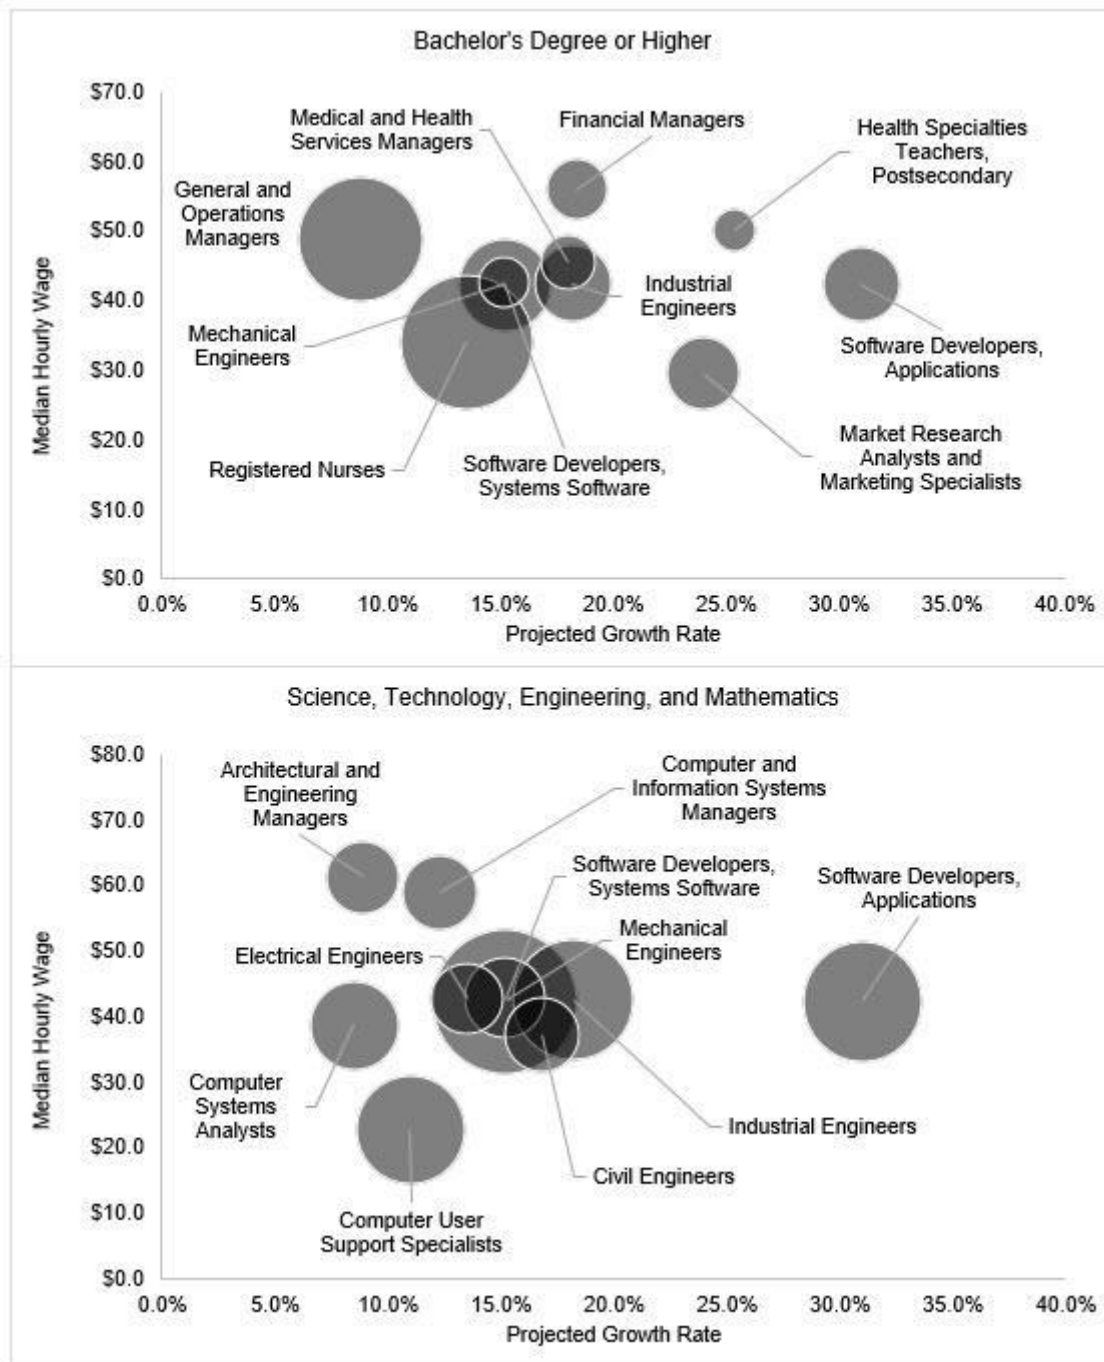 Bachelor's Degree or Higher
$70.0
$60.0
$50.0
$40.0
$30.0
$20.0
$10.0
$0.0
Median Hourly Wage
Medical and Health
Services Managers
Financial Managers
Health Specialties
Teachers,
Postsecondary
General and
Operations
Managers
Industrial
Engineers
Mechanical
Engineers
Software Developers,
Applications
Registered Nurses
Software Developers,
Systems Software
Market Research
Analysts and
Marketing Specialists
0.0%
5.0%
10.0%
15.0%
20.0%
25.0%
30.0%
35.0%
40.0%
Projected Growth Rate
Science, Technology, Engineering, and Mathematics
$80.0
$70.0
$60.0
$50.0
$40.0
$30.0
$20.0
$10.0
$0.0
Median Hourly Wage
Architectural and
Engineering
Managers
Computer and
Information Systems
Managers
Software Developers,
Systems Software
Software Developers,
Applications
Electrical Engineers
Mechanical
Engineers
Computer
Systems
Analysts
Industrial Engineers
Civil Engineers
Computer User
Support Specialists
0.0%
5.0%
10.0%
15.0%
20.0%
25.0%
30.0%
35.0%
40.0%
Projected Growth Rate